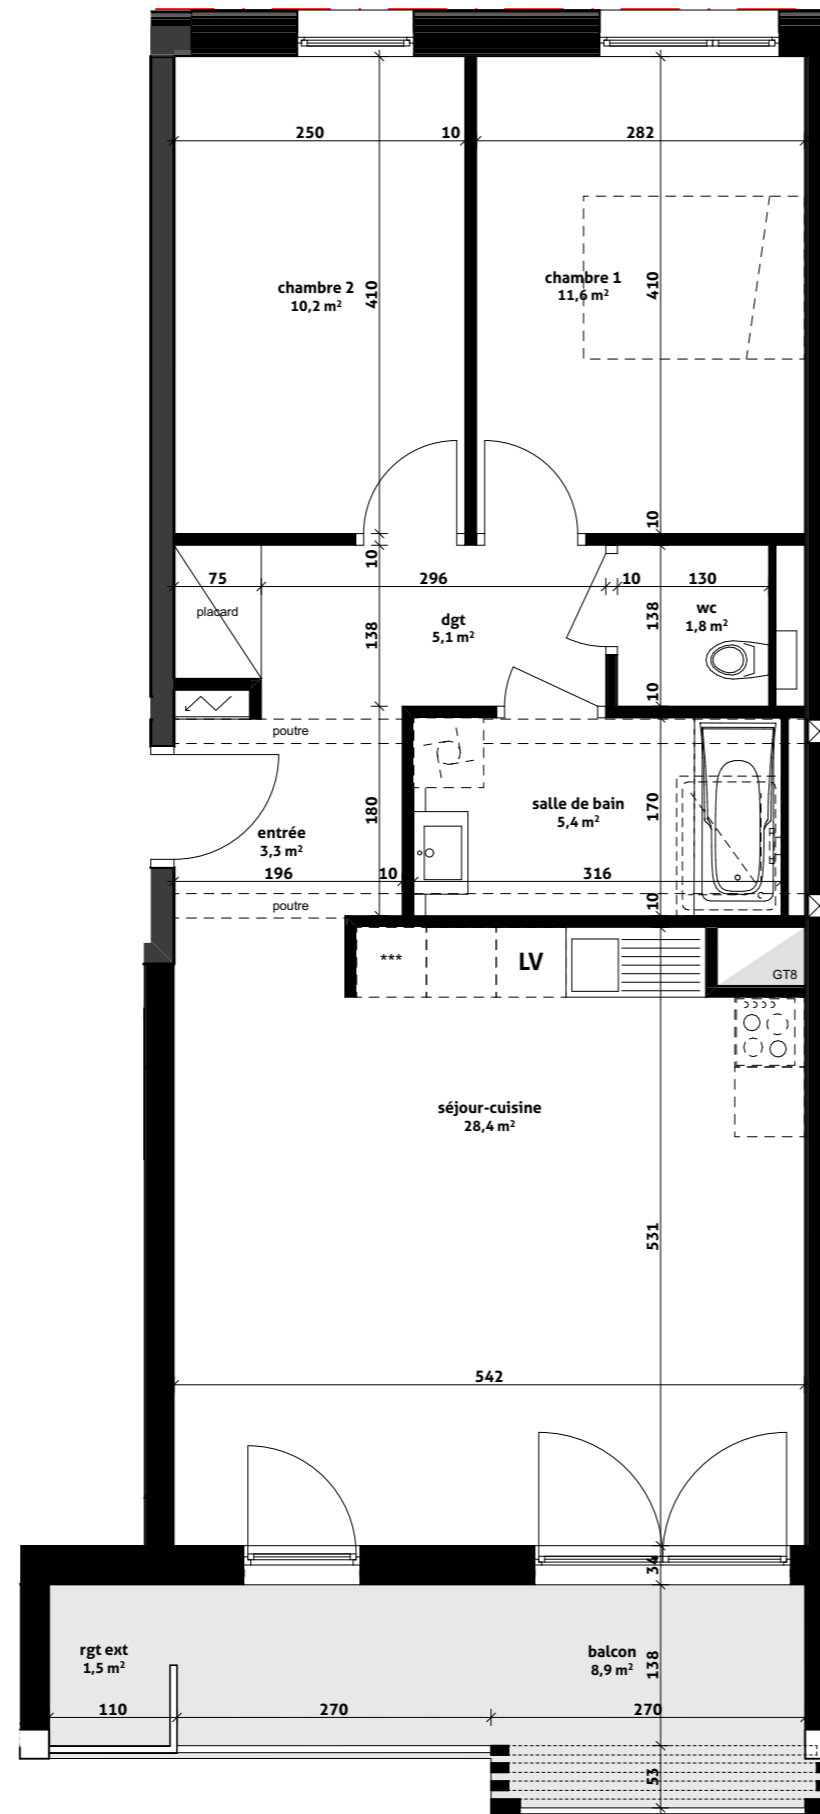 250 10 282
chambre 2
10,2 m²
410
chambre 1
11,6 m²
410
10
10
75 296 10 130
placard
dgt
5,1 m²
138
wc
1,8 m²
138
10
poutre
entrée
3,3 m²
180
salle de bain
5,4 m²
170
196 10 316
10
poutre
***
LV
GT8
séjour-cuisine
28,4 m²
531
542
34
rgt ext
1,5 m²
balcon
8,9 m²
138
110 270 270
53